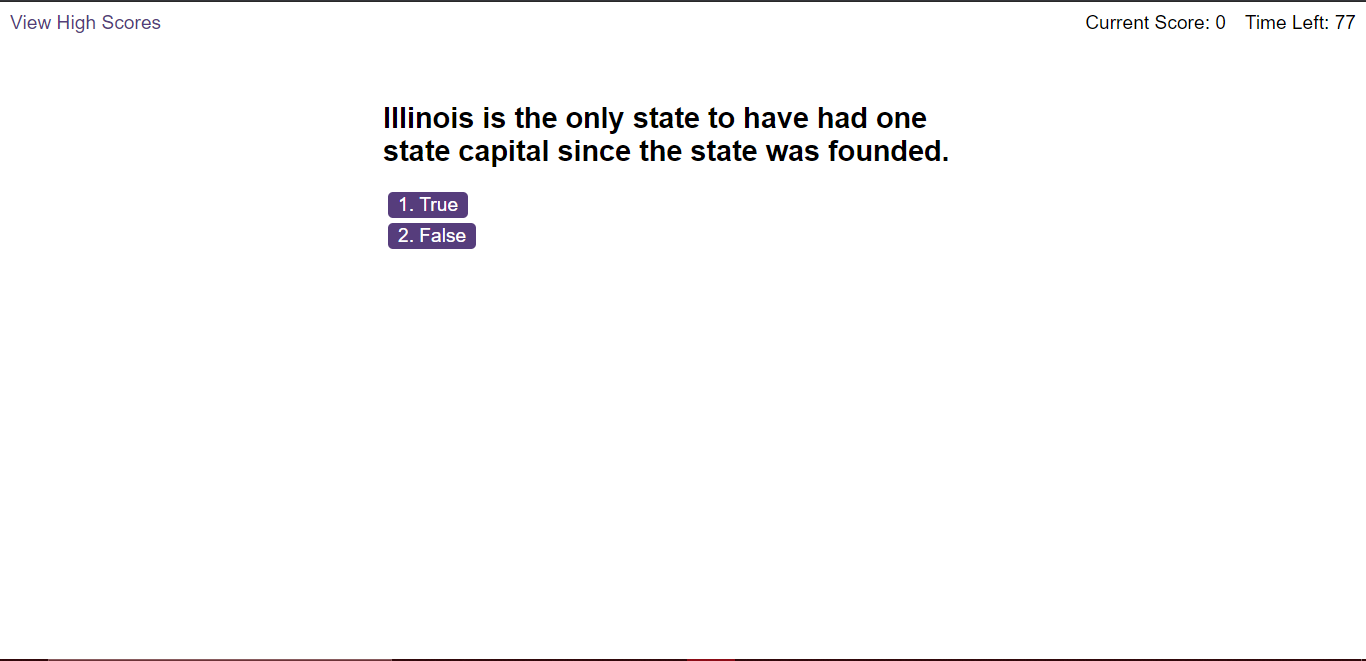 View High Scores
Current Score: 0 Time Left: 77
Illinois is the only state to have had one
state capital since the state was founded.
1. True
2. False